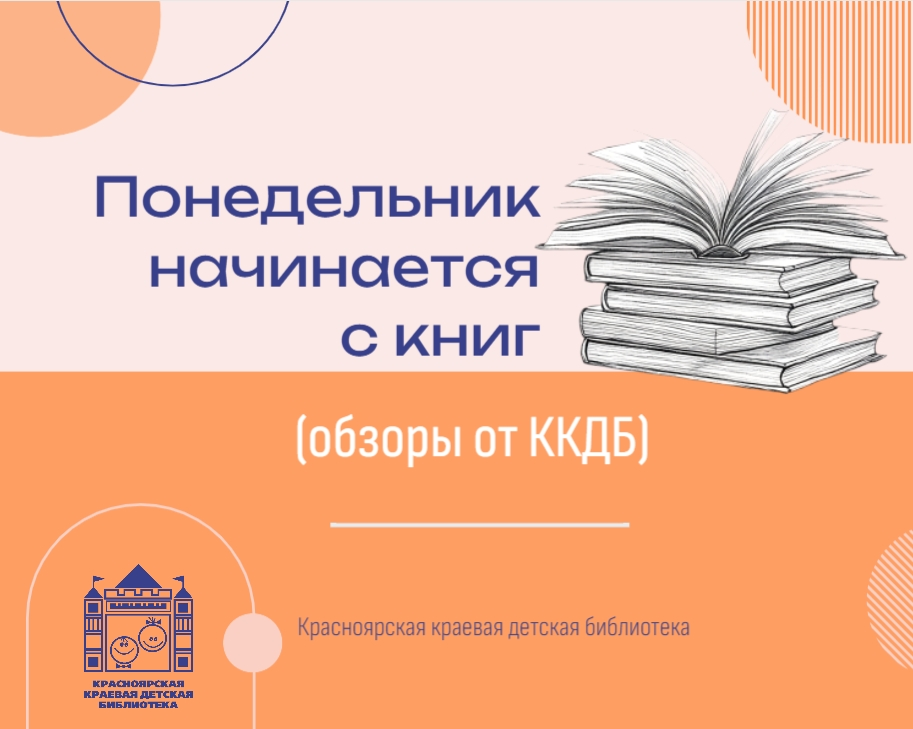 Понедельник
начинается
с книг
(обзоры от ККДБ)
Красноярская краевая детская библиотека
КРАСНОЯРСКАЯ
КРАЕВАЯ ДЕТСКАЯ
БИБЛИОТЕКА